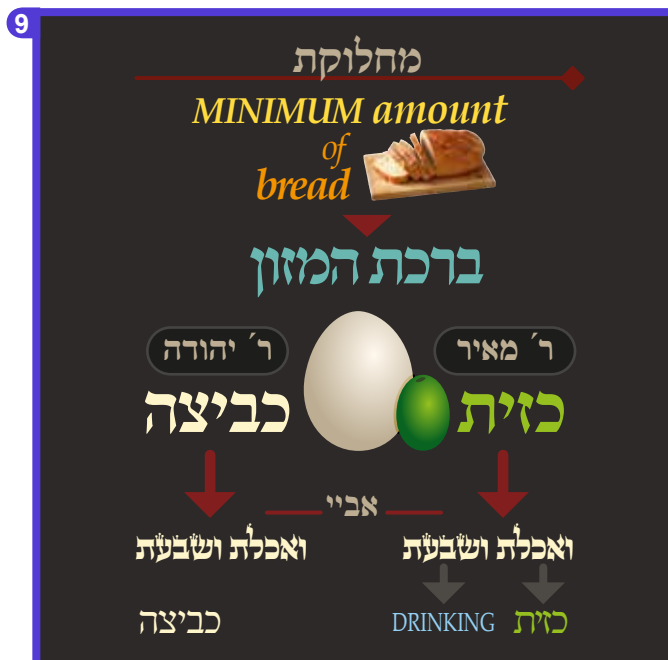 9
מחלוקת
MINIMUM amount
of
bread
ברכת המזון
ר׳ מאיר ר׳ יהודה
כזית כביצה
אביי
ואכלת ושבעת ואכלת ושבעת
כזית DRINKING כביצה